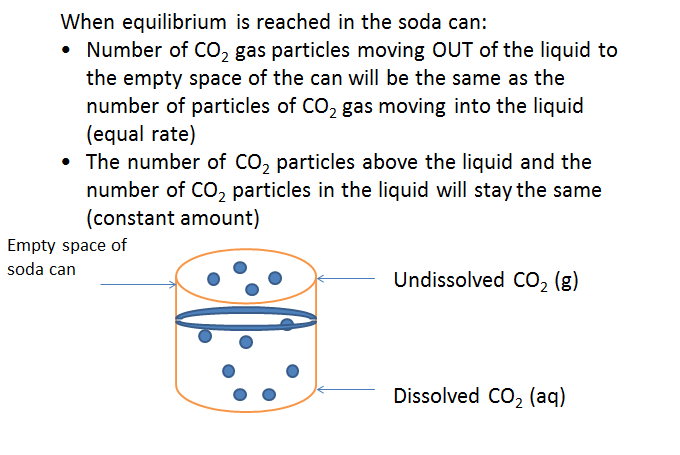 When equilibrium is reached in the soda can:
• Number of CO₂ gas particles moving OUT of the liquid to
the empty space of the can will be the same as the
number of particles of CO₂ gas moving into the liquid
(equal rate)
• The number of CO₂ particles above the liquid and the
number of CO₂ particles in the liquid will stay the same
(constant amount)
Empty space of
soda can
Undissolved CO₂ (g)
Dissolved CO₂ (aq)